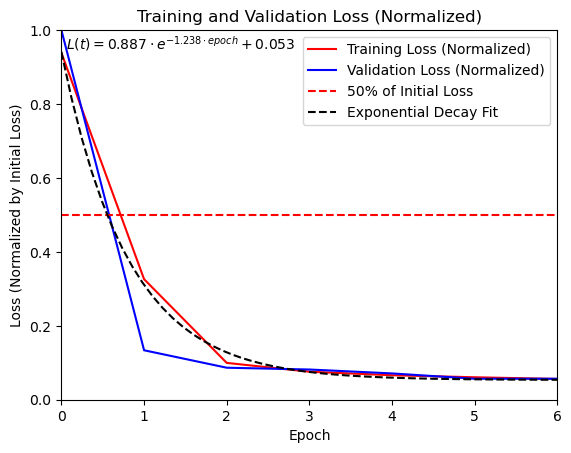 Training and Validation Loss (Normalized)
L(t) = 0.887 · e^{-1.238 · epoch} + 0.053
Training Loss (Normalized)
Validation Loss (Normalized)
50% of Initial Loss
Exponential Decay Fit
Loss (Normalized by Initial Loss)
1.0
0.8
0.6
0.4
0.2
0.0
0 1 2 3 4 5 6
Epoch